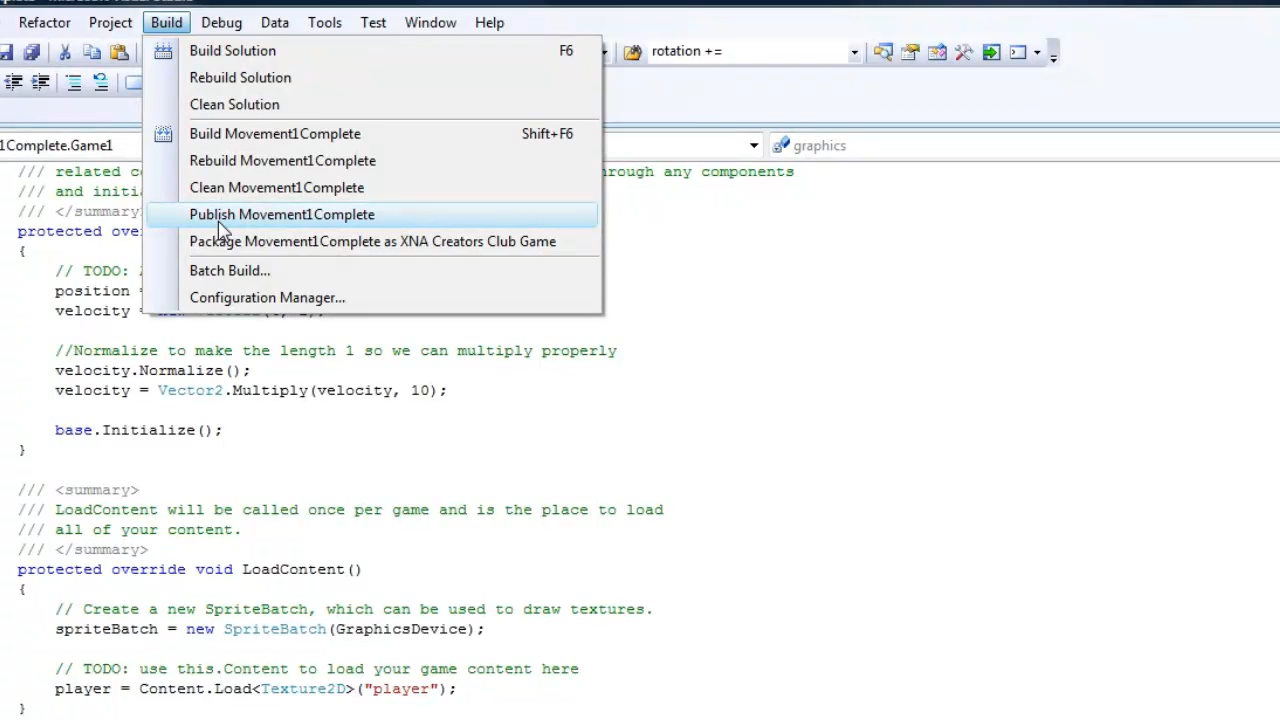 Refactor Project Build Debug Data Tools Test Window Help
Build Solution F6
rotation +=
Rebuild Solution
Clean Solution
Build Movement1Complete Shift+F6
1Complete.Game1
graphics
Rebuild Movement1Complete
/// related through any components
Clean Movement1Complete
/// and
/// </summary
Publish Movement1Complete
protected
Package Movement1Complete as XNA Creators Club Game
{
Batch Build...
// TODO:
position =
Configuration Manager...
velocity =
//Normalize to make the length 1 so we can multiply properly
velocity.Normalize();
velocity = Vector2.Multiply(velocity, 10);
base.Initialize();
}
/// <summary>
/// LoadContent will be called once per game and is the place to load
/// all of your content.
/// </summary>
protected override void LoadContent()
{
// Create a new SpriteBatch, which can be used to draw textures.
spriteBatch = new SpriteBatch(GraphicsDevice);
// TODO: use this.Content to load your game content here
player = Content.Load<Texture2D>("player");
}